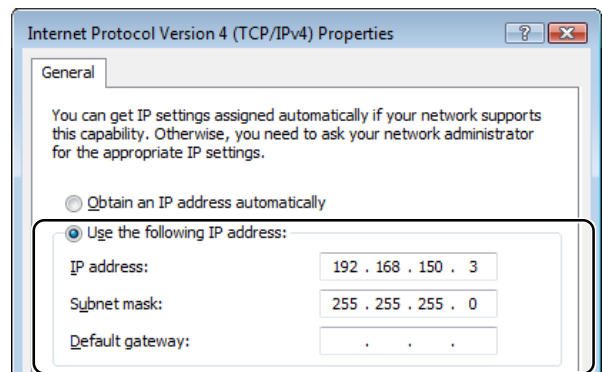 Internet Protocol Version 4 (TCP/IPv4) Properties
General
You can get IP settings assigned automatically if your network supports
this capability. Otherwise, you need to ask your network administrator
for the appropriate IP settings.
Obtain an IP address automatically
Use the following IP address:
IP address: 192 . 168 . 150 . 3
Subnet mask: 255 . 255 . 255 . 0
Default gateway: . . .